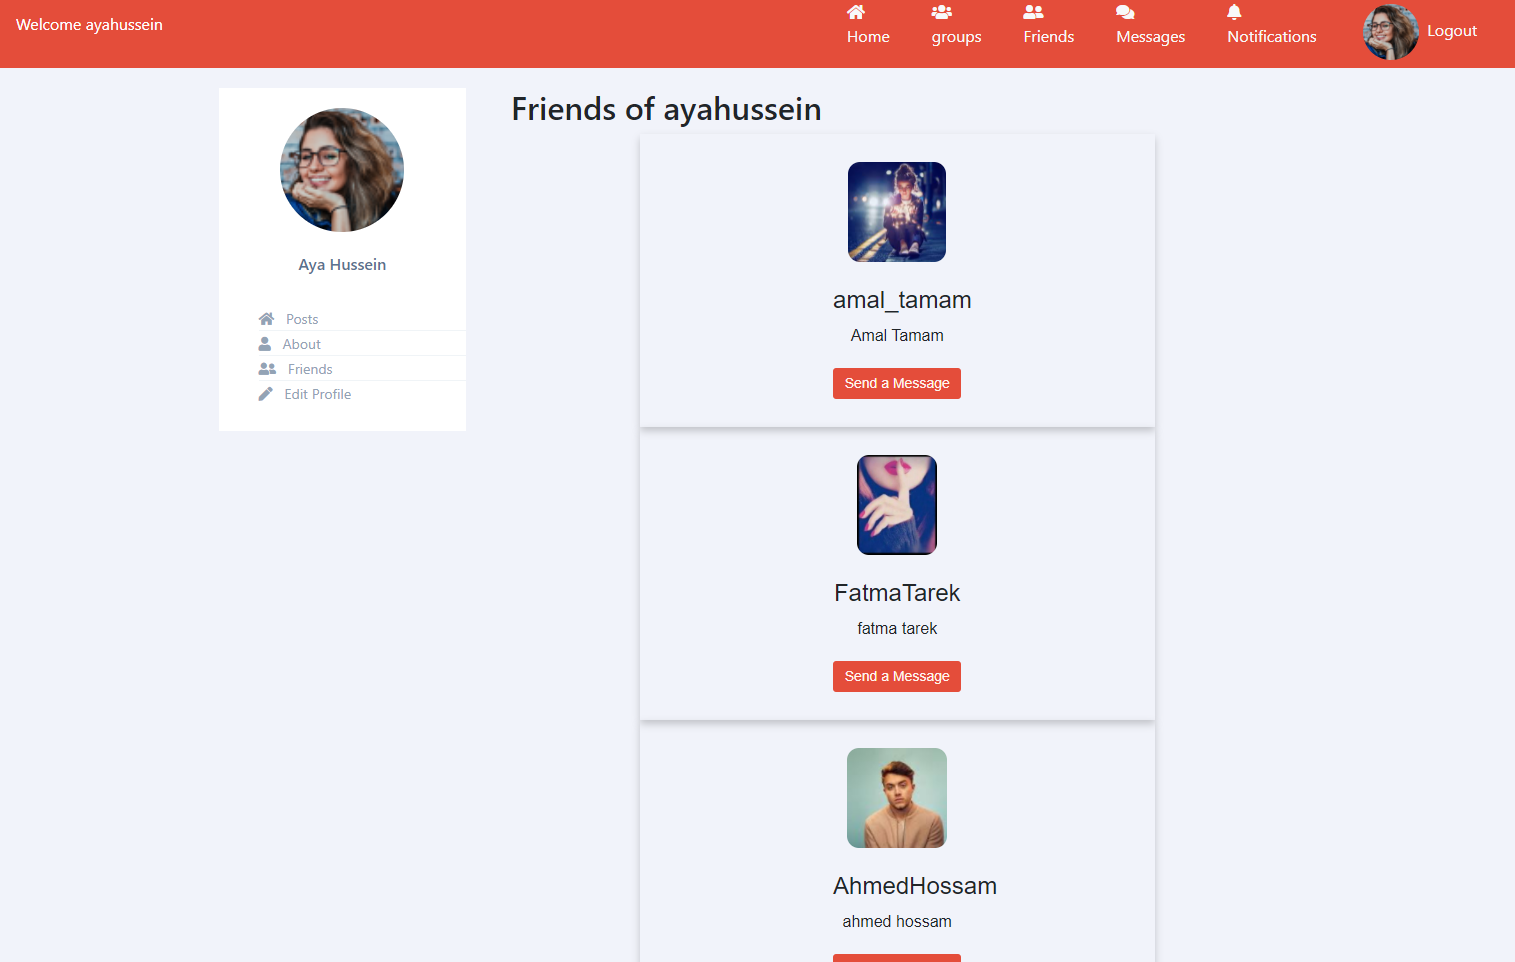 Welcome ayahussein
Home
groups
Friends
Messages
Notifications
Logout
Aya Hussein
Posts
About
Friends
Edit Profile
Friends of ayahussein
amal_tamam
Amal Tamam
Send a Message
FatmaTarek
fatma tarek
Send a Message
AhmedHossam
ahmed hossam